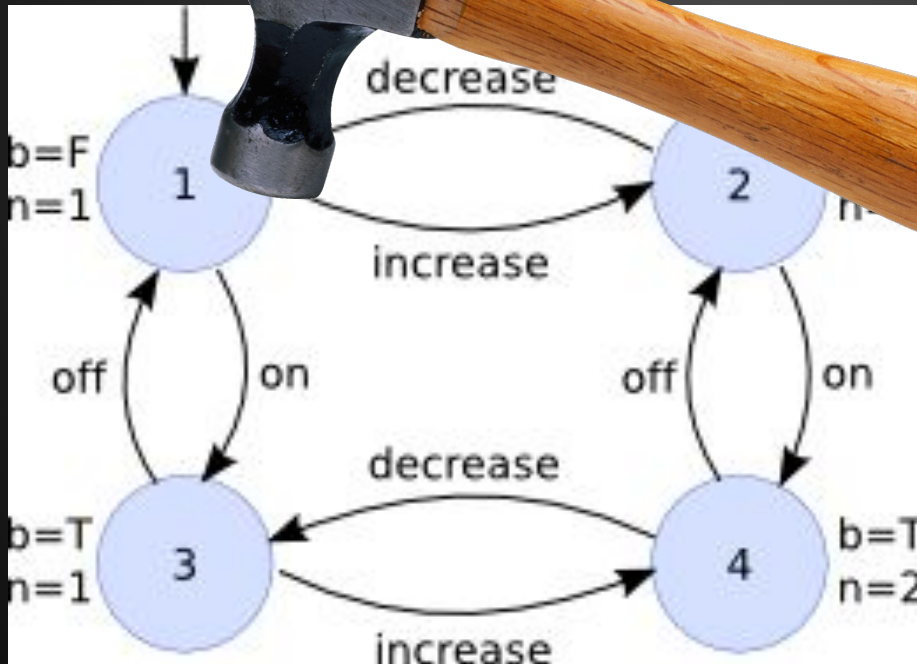 decrease
b=F
n=1
1
2
increase
off
on
off
on
decrease
b=T
n=1
3
4
b=T
n=2
increase